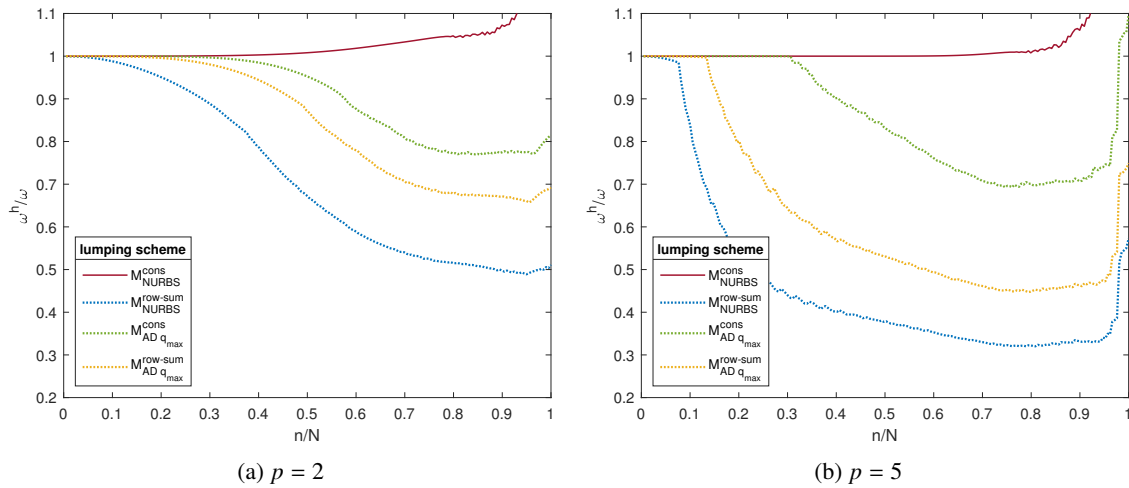 1.1
1
0.9
0.8
0.7
0.6
0.5
0.4
0.3
0.2
ω^h/ω
0 0.1 0.2 0.3 0.4 0.5 0.6 0.7 0.8 0.9 1
n/N
lumping scheme
M^cons_NURBS
M^row-sum_NURBS
M^cons_AD q_max
M^row-sum_AD q_max
(a) p = 2
1.1
1
0.9
0.8
0.7
0.6
0.5
0.4
0.3
0.2
ω^h/ω
0 0.1 0.2 0.3 0.4 0.5 0.6 0.7 0.8 0.9 1
n/N
lumping scheme
M^cons_NURBS
M^row-sum_NURBS
M^cons_AD q_max
M^row-sum_AD q_max
(b) p = 5